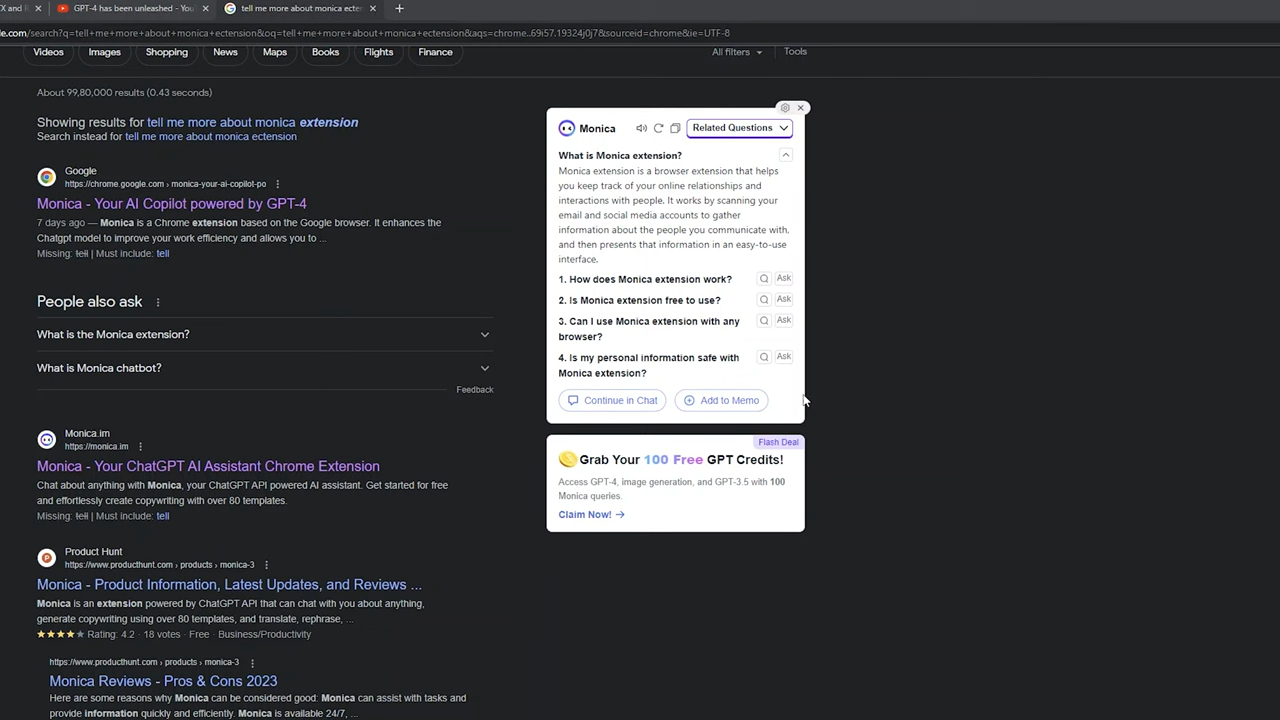 X and R
GPT-4 has been unleashed - You
tell me more about monica ecten
le.com/search?q=tell+me+more+about+monica+ectension&oq=tell+me+more+about+monica+ectension&aqs=chrome..69i57.19324j0j7&sourceid=chrome&ie=UTF-8
Videos Images Shopping News Maps Books Flights Finance All filters Tools
About 99,80,000 results (0.43 seconds)
Showing results for tell me more about monica extension
Search instead for tell me more about monica ectension
Google
https://chrome.google.com › monica-your-ai-copilot-po
Monica - Your AI Copilot powered by GPT-4
7 days ago — Monica is a Chrome extension based on the Google browser. It enhances the
Chatgpt model to improve your work efficiency and allows you to ...
Missing: tell | Must include: tell
People also ask
What is the Monica extension?
What is Monica chatbot?
Feedback
Monica.im
https://monica.im
Monica - Your ChatGPT AI Assistant Chrome Extension
Chat about anything with Monica, your ChatGPT API powered AI assistant. Get started for free
and effortlessly create copywriting with over 80 templates.
Missing: tell | Must include: tell
Product Hunt
https://www.producthunt.com › products › monica-3
Monica - Product Information, Latest Updates, and Reviews ...
Monica is an extension powered by ChatGPT API that can chat with you about anything,
generate copywriting using over 80 templates, and translate, rephrase, ...
Rating: 4.2 · 18 votes · Free · Business/Productivity
https://www.producthunt.com › products › monica-3
Monica Reviews - Pros & Cons 2023
Here are some reasons why Monica can be considered good: Monica can assist with tasks and
provide information quickly and efficiently. Monica is available 24/7, ...
Monica
Related Questions
What is Monica extension?
Monica extension is a browser extension that helps
you keep track of your online relationships and
interactions with people. It works by scanning your
email and social media accounts to gather
information about the people you communicate with,
and then presents that information in an easy-to-use
interface.
1. How does Monica extension work? Ask
2. Is Monica extension free to use? Ask
3. Can I use Monica extension with any Ask
browser?
4. Is my personal information safe with Ask
Monica extension?
Continue in Chat Add to Memo
Flash Deal
Grab Your 100 Free GPT Credits!
Access GPT-4, image generation, and GPT-3.5 with 100
Monica queries.
Claim Now! →